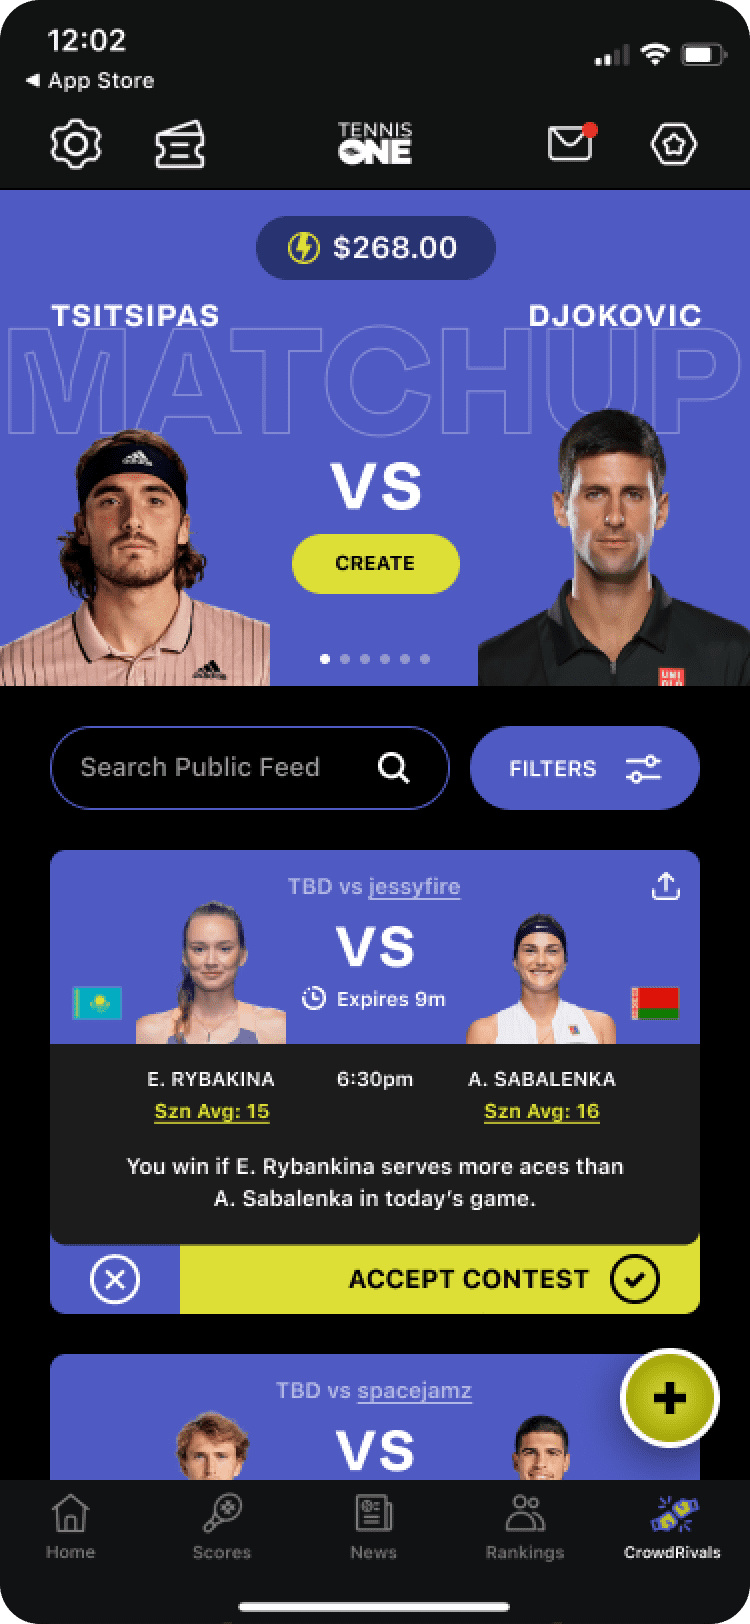 12:02
◀ App Store
TENNIS
ONE
$268.00
TSITSIPAS
DJOKOVIC
MATCHUP
VS
CREATE
UNI
QLO
Search Public Feed
FILTERS
TBD vs jessyfire
VS
Expires 9m
E. RYBAKINA
6:30pm
A. SABALENKA
Szn Avg: 15
Szn Avg: 16
You win if E. Rybankina serves more aces than
A. Sabalenka in today's game.
ACCEPT CONTEST
TBD vs spacejamz
VS
Home
Scores
News
Rankings
CrowdRivals